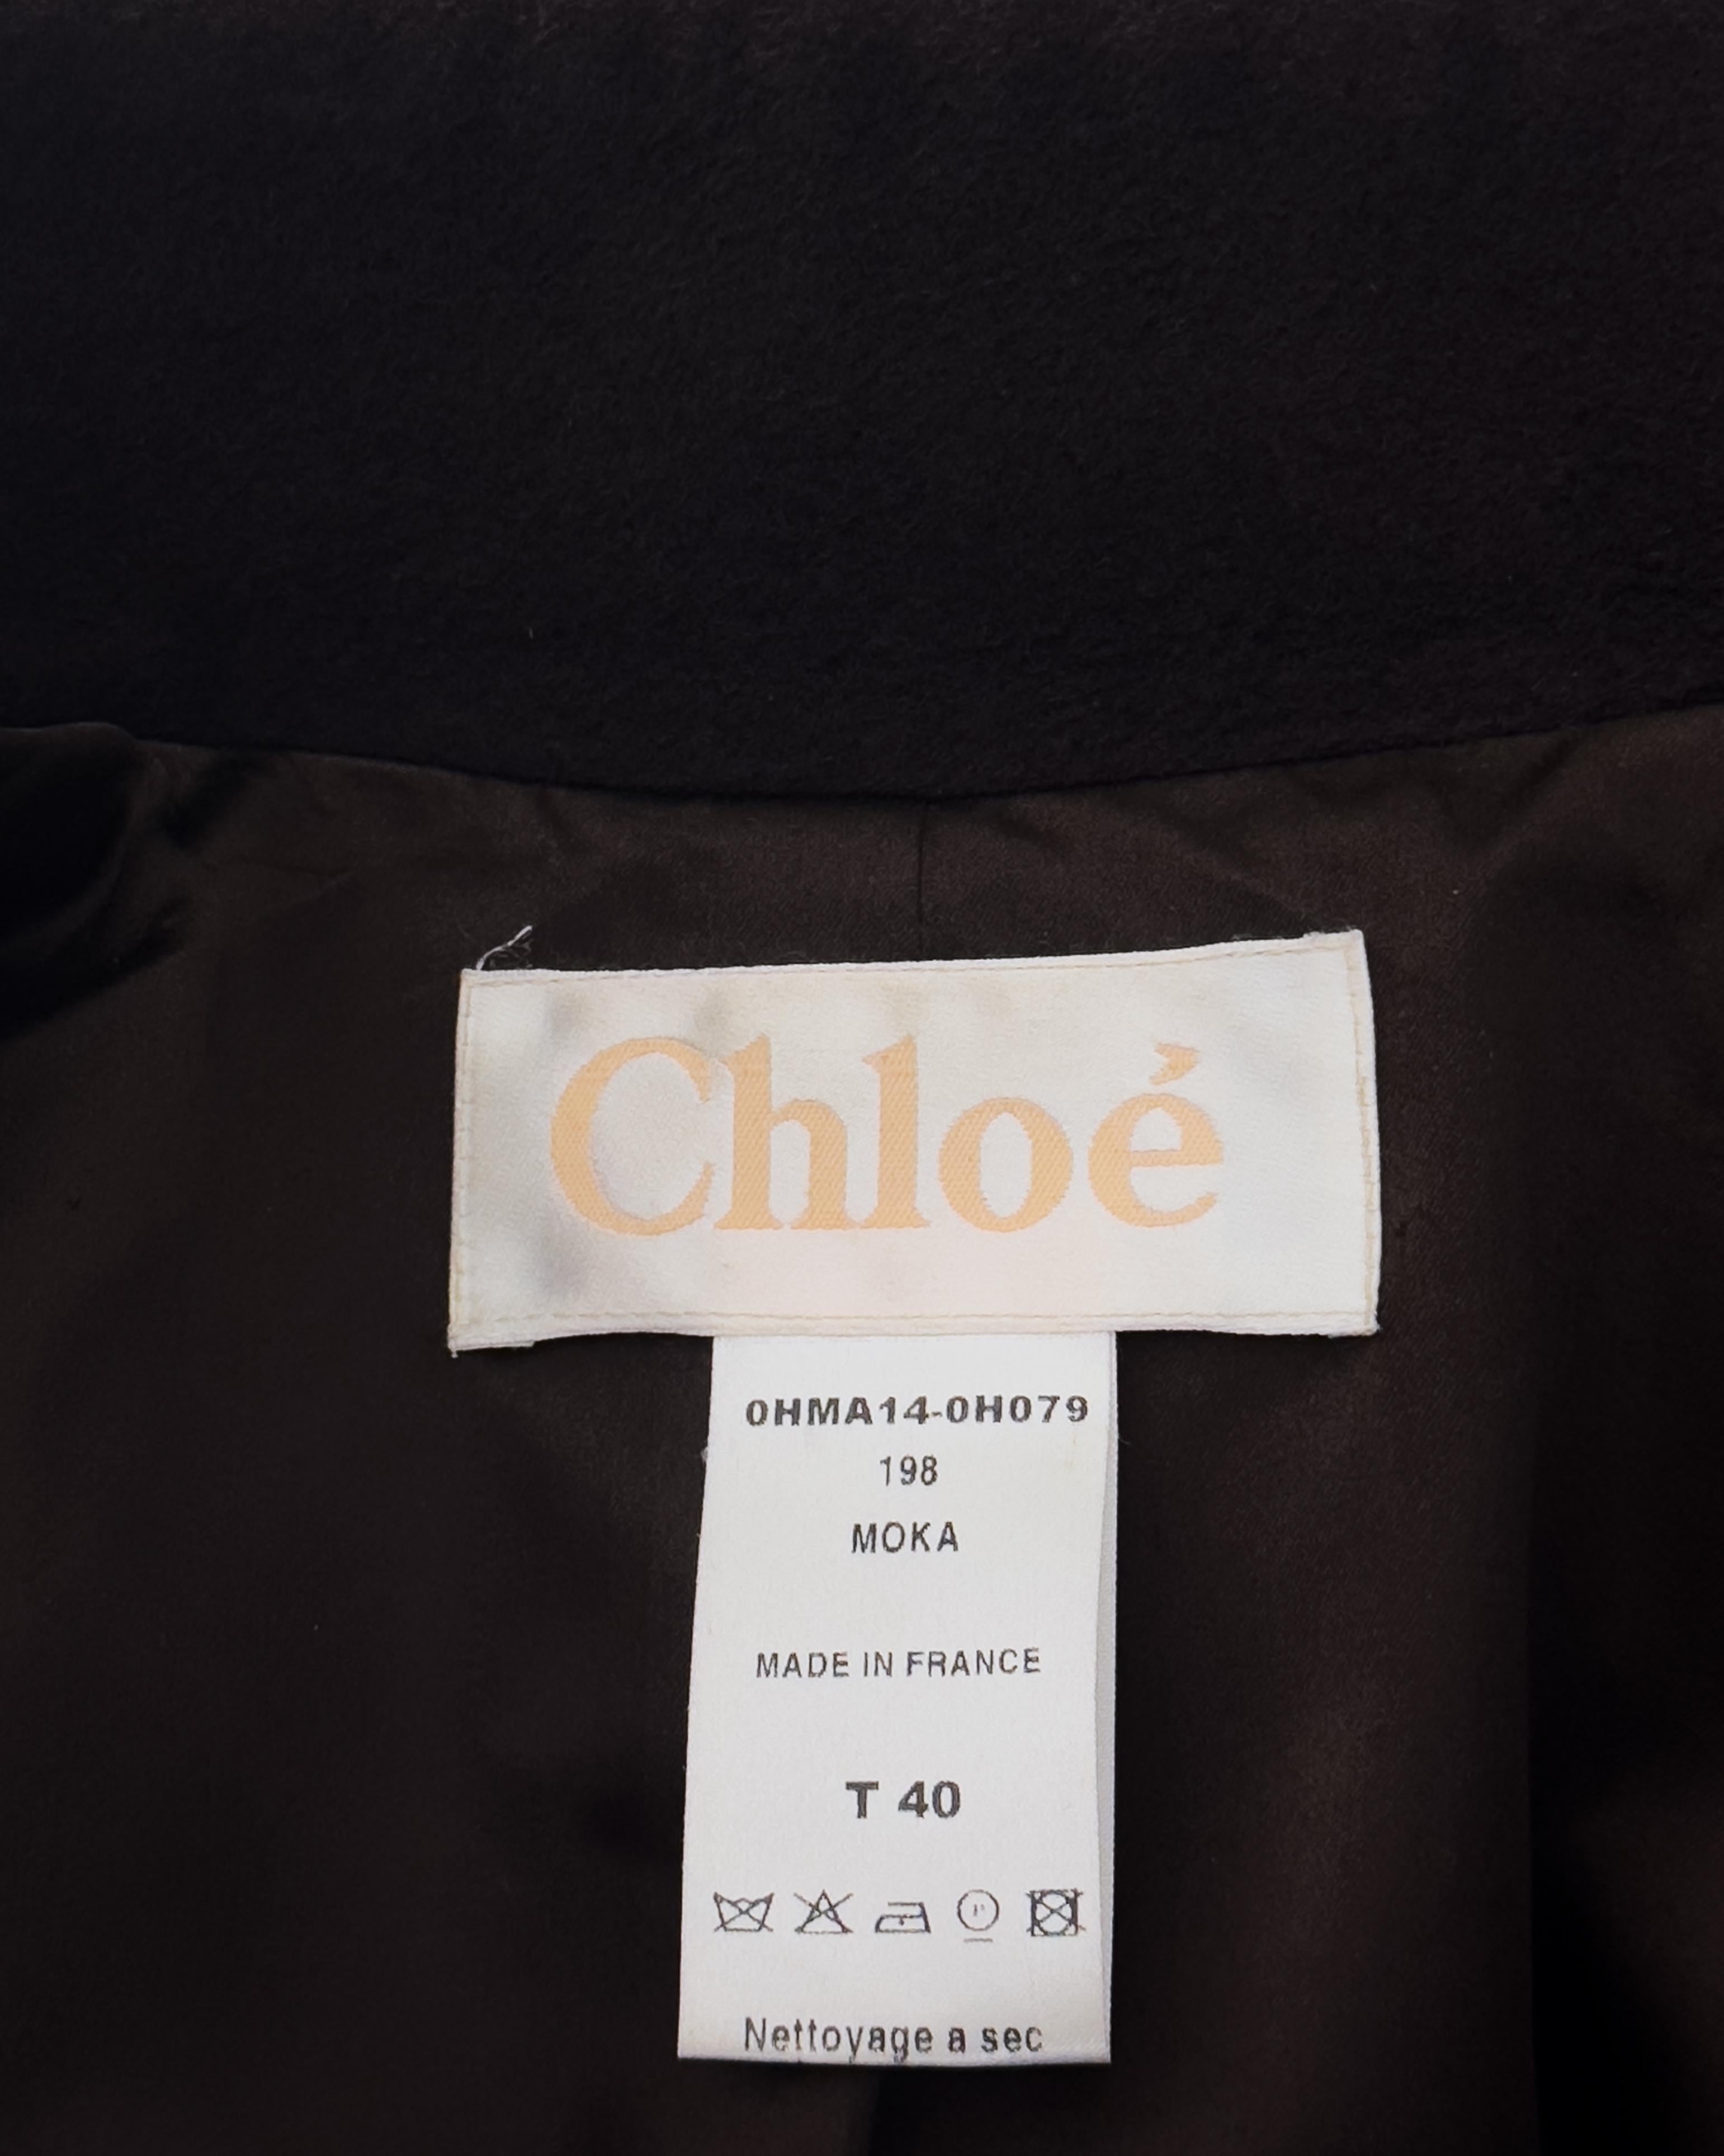 Chloé
0HMA14-0H079
198
MOKA
MADE IN FRANCE
T 40
P
Nettoyage a sec